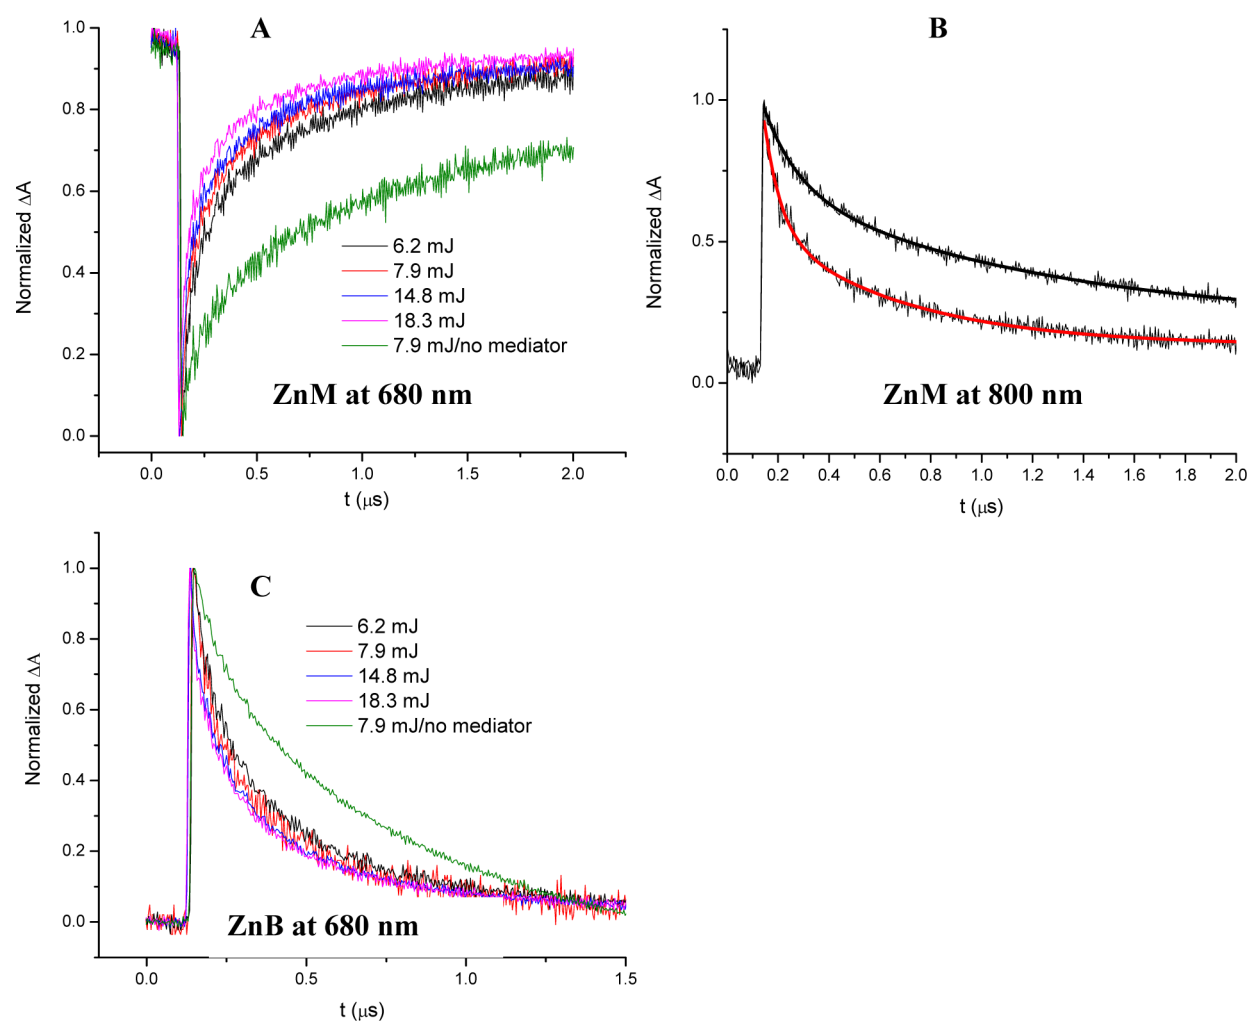 A
1.0
0.8
0.6
0.4
0.2
0.0
Normalized ΔA
6.2 mJ
7.9 mJ
14.8 mJ
18.3 mJ
7.9 mJ/no mediator
ZnM at 680 nm
0.0 0.5 1.0 1.5 2.0
t (μs)
B
1.0
0.5
0.0
Normalized ΔA
ZnM at 800 nm
0.0 0.2 0.4 0.6 0.8 1.0 1.2 1.4 1.6 1.8 2.0
t (μs)
C
1.0
0.8
0.6
0.4
0.2
0.0
Normalized ΔA
6.2 mJ
7.9 mJ
14.8 mJ
18.3 mJ
7.9 mJ/no mediator
ZnB at 680 nm
0.0 0.5 1.0 1.5
t (μs)